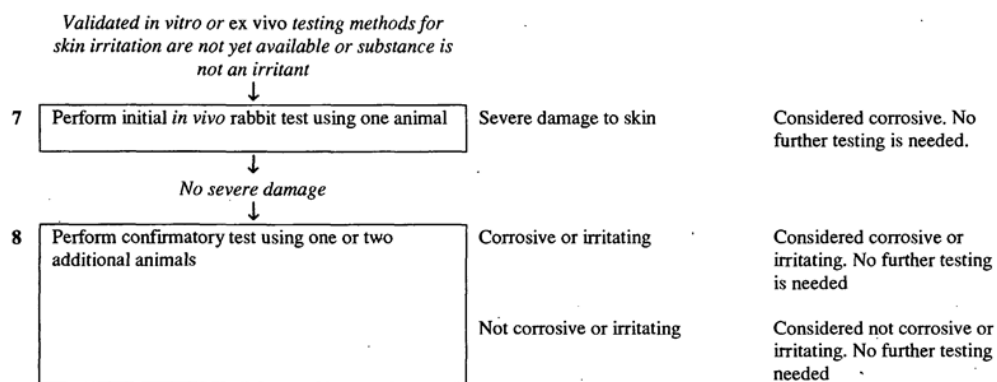 Validated in vitro or ex vivo testing methods for
skin irritation are not yet available or substance is
not an irritant
↓
7 Perform initial in vivo rabbit test using one animal Severe damage to skin Considered corrosive. No
further testing is needed.
↓
No severe damage
↓
8 Perform confirmatory test using one or two Corrosive or irritating Considered corrosive or
additional animals irritating. No further testing
is needed
Not corrosive or irritating Considered not corrosive or
irritating. No further testing
needed